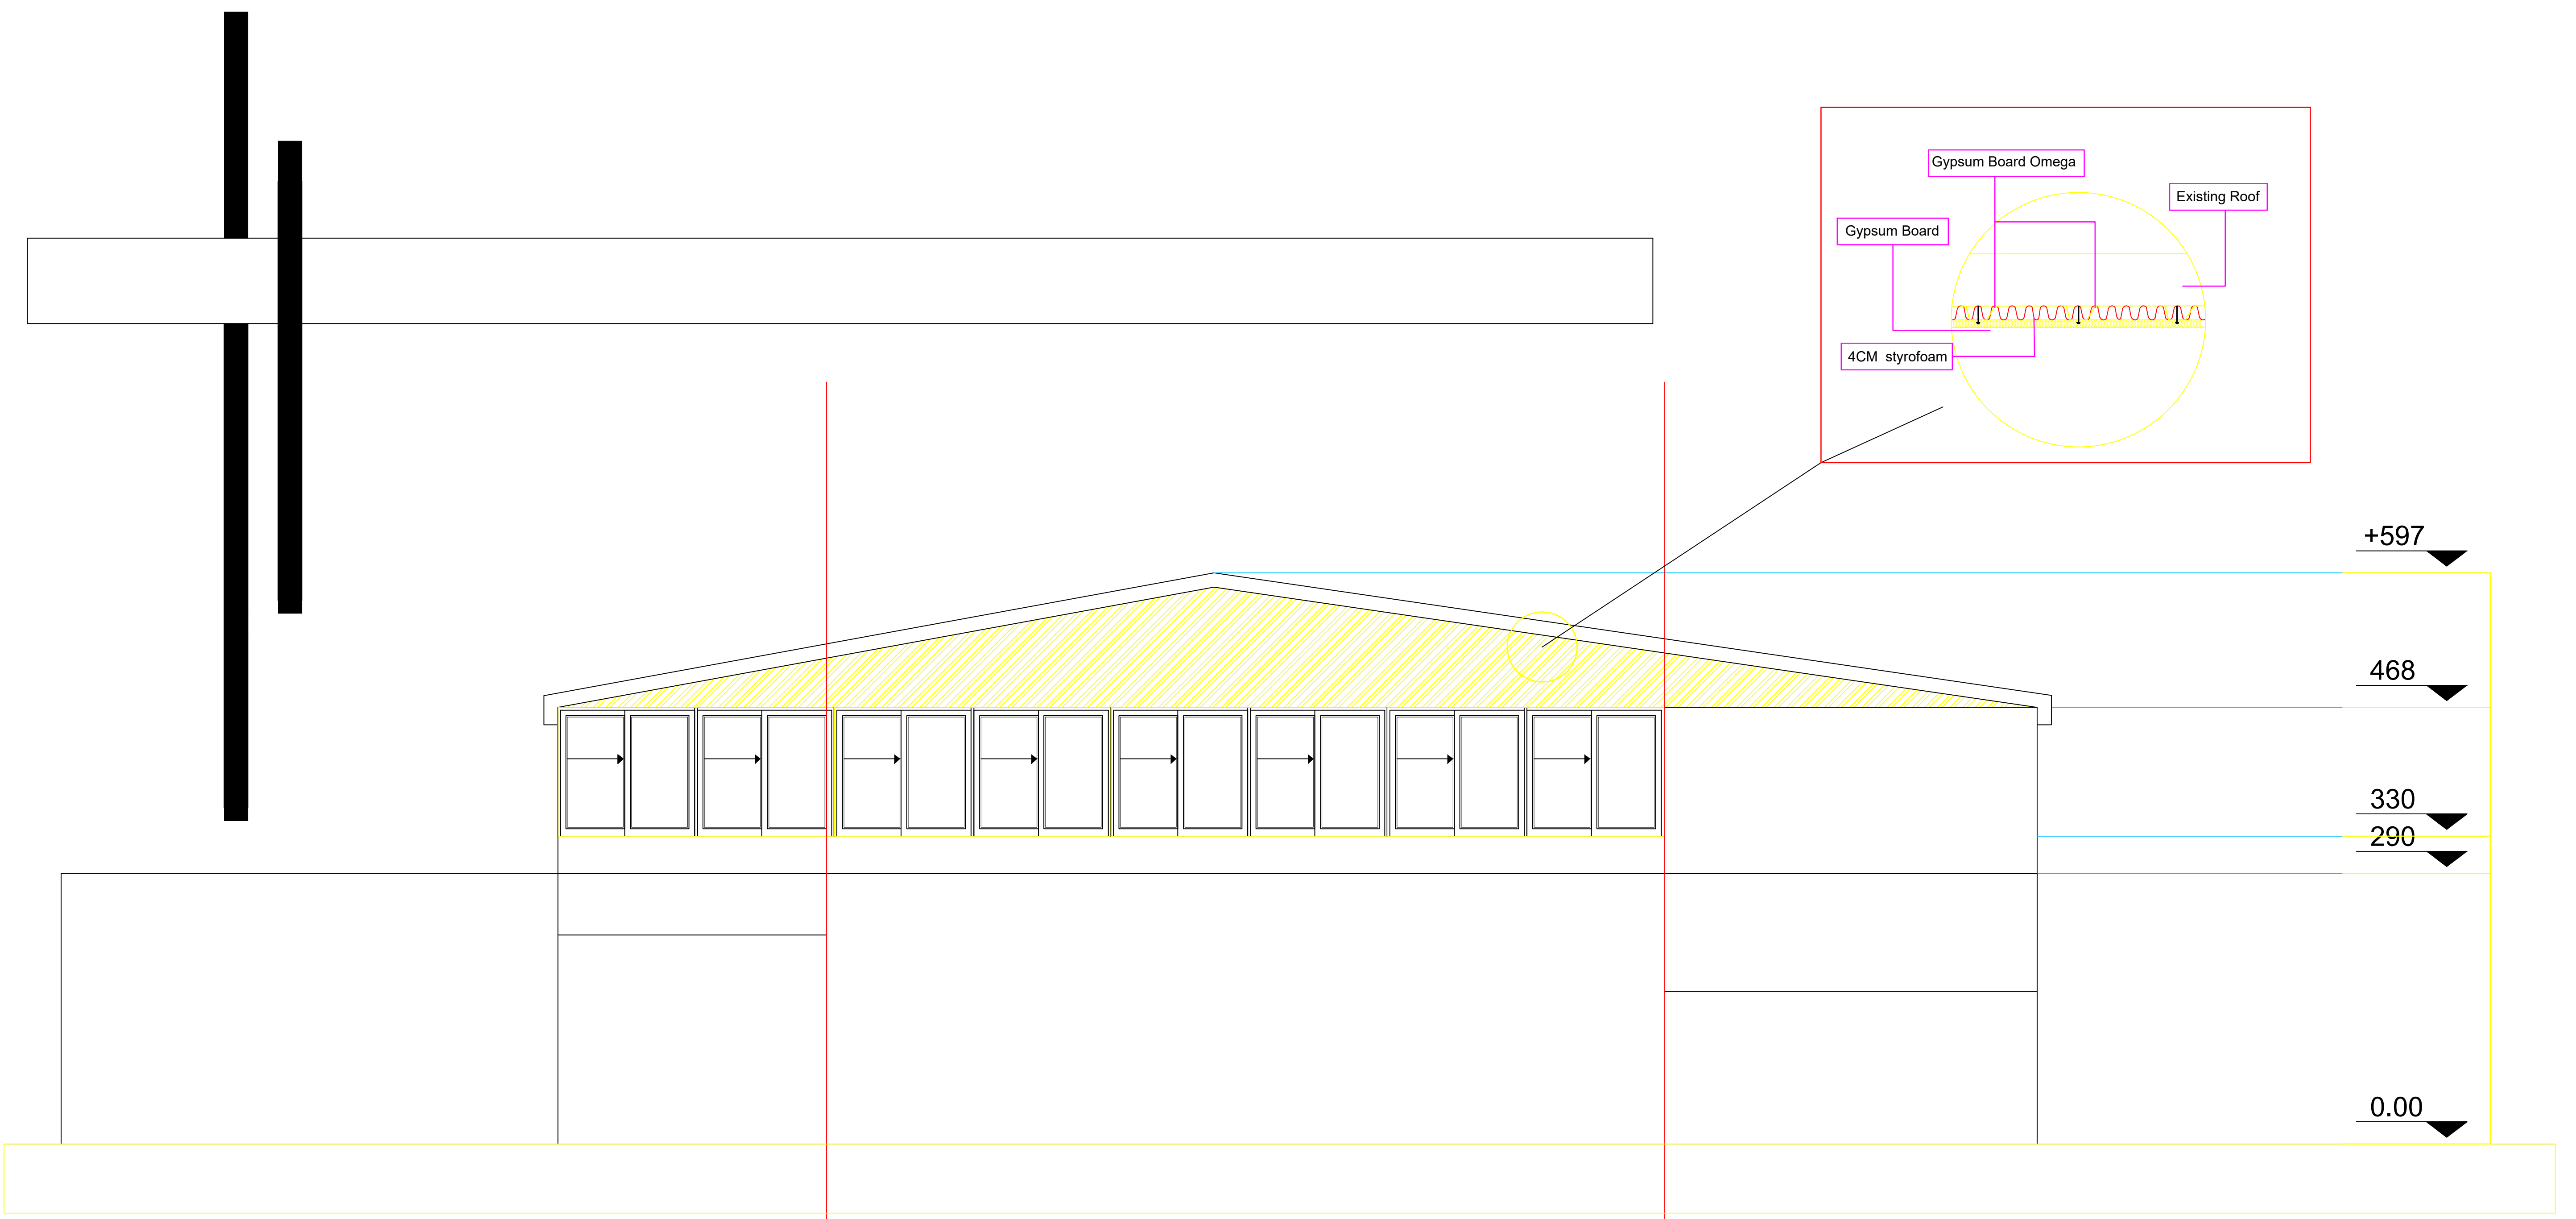 Gypsum Board Omega
Existing Roof
Gypsum Board
4CM styrofoam
+597
468
330
290
0.00